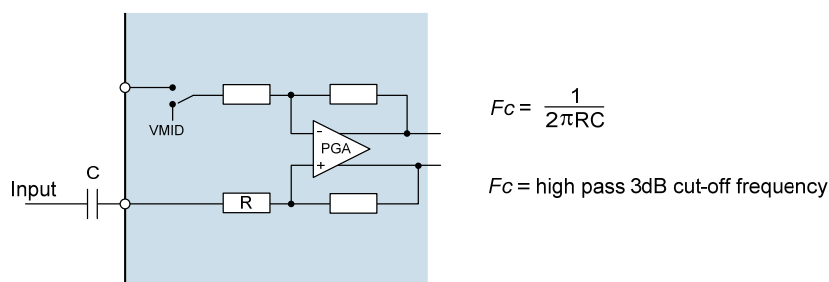 VMID
-
PGA
+
Input
C
R
Fc = 1 / 2πRC
Fc = high pass 3dB cut-off frequency